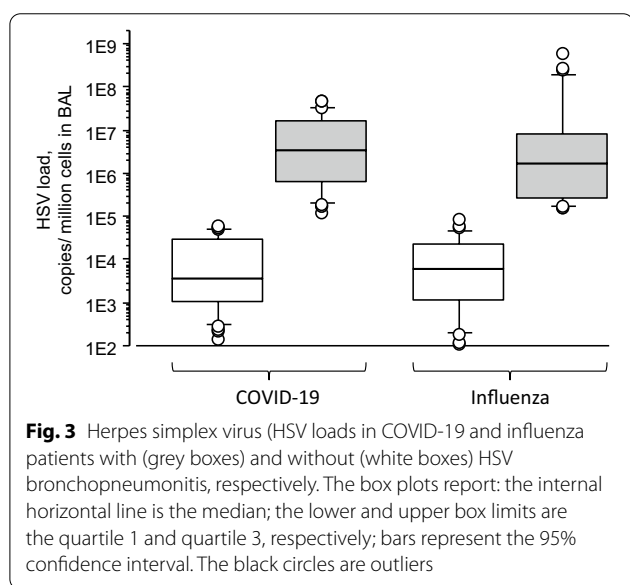 1E9
1E8
1E7
1E6
1E5
1E4
1E3
1E2
HSV load,
copies/ million cells in BAL
COVID-19
Influenza
Fig. 3 Herpes simplex virus (HSV loads in COVID-19 and influenza
patients with (grey boxes) and without (white boxes) HSV
bronchopneumonitis, respectively. The box plots report: the internal
horizontal line is the median; the lower and upper box limits are
the quartile 1 and quartile 3, respectively; bars represent the 95%
confidence interval. The black circles are outliers